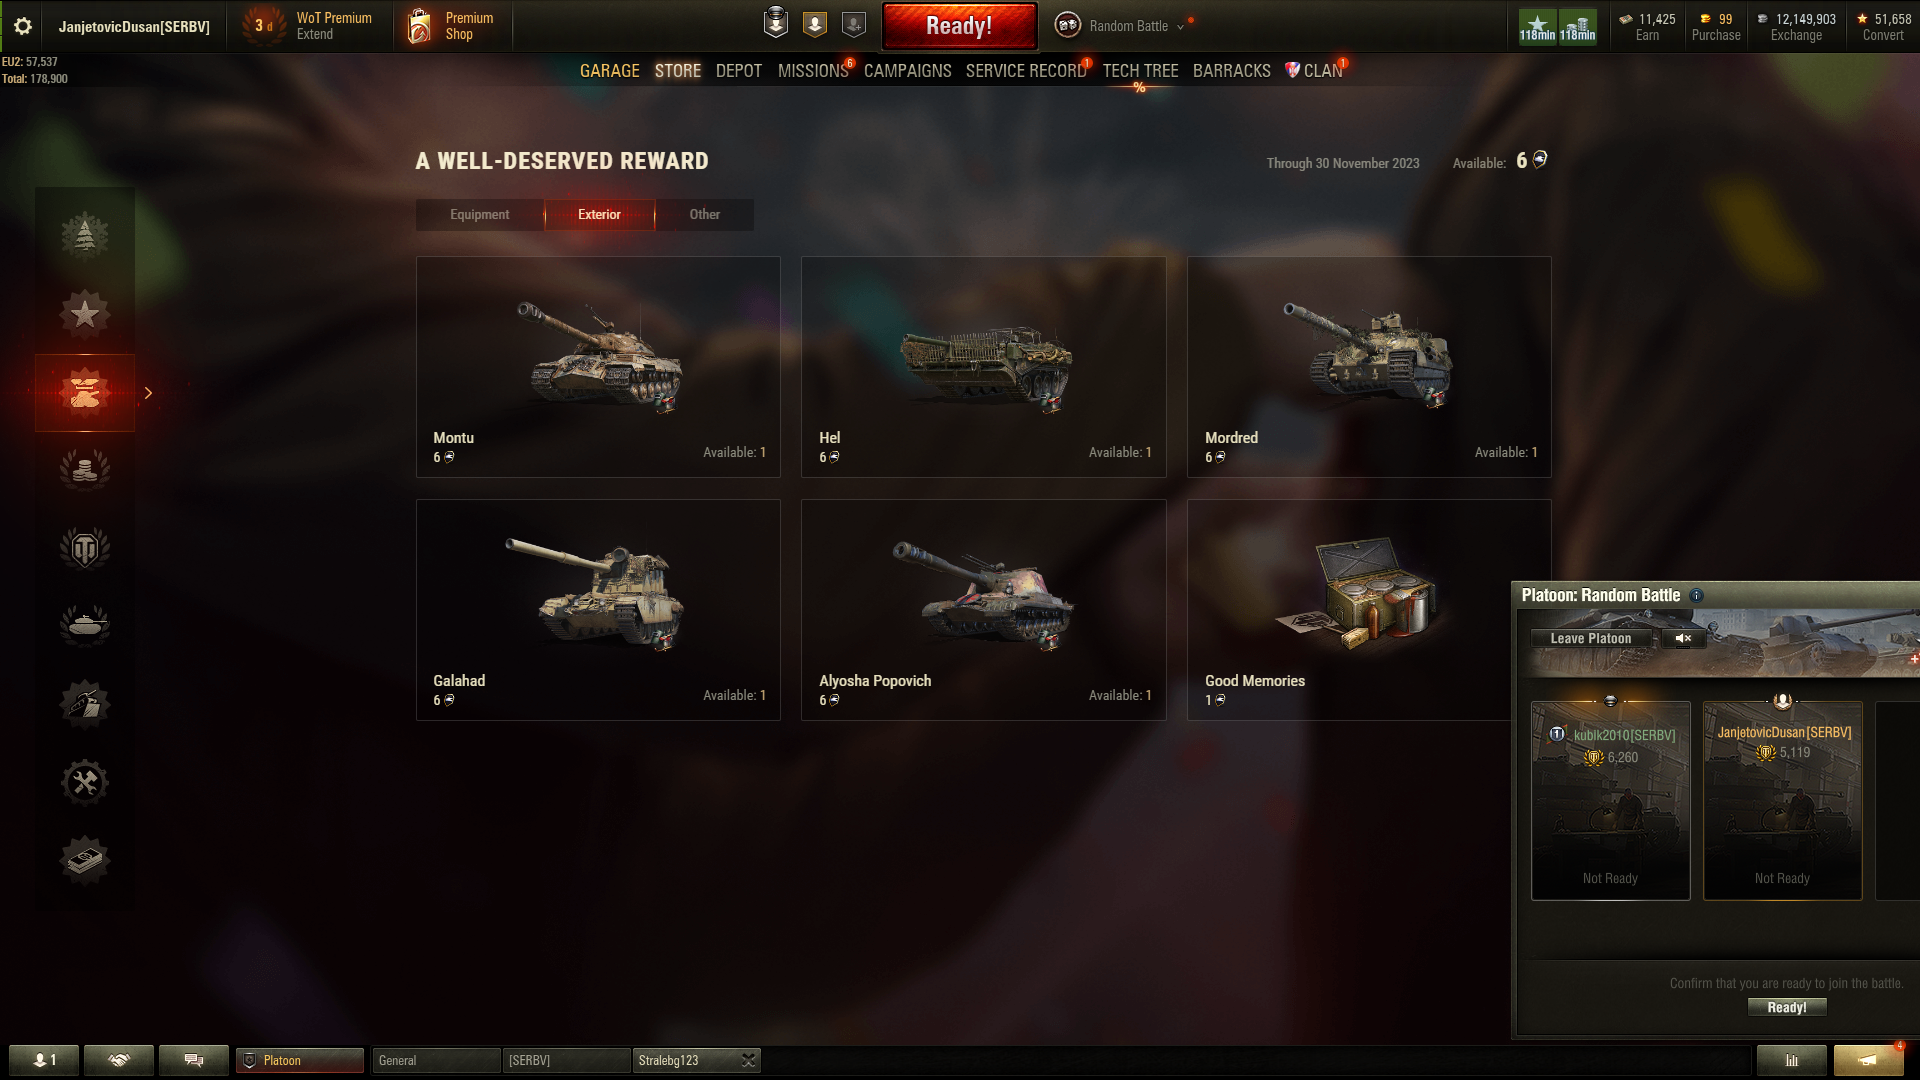 JanjetovicDusan[SERBV]
3 d
WoT Premium
Extend
Premium
Shop
Ready!
Random Battle
118min
118min
11,425
Earn
99
Purchase
12,149,903
Exchange
51,658
Convert
EU2: 57,537
Total: 178,900
GARAGE
STORE
DEPOT
MISSIONS
6
CAMPAIGNS
SERVICE RECORD
1
TECH TREE
%
BARRACKS
CLAN
1
A WELL-DESERVED REWARD
Through 30 November 2023
Available: 6
Equipment
Exterior
Other
Montu
6
Available: 1
Hel
6
Available: 1
Mordred
6
Available: 1
Galahad
6
Available: 1
Alyosha Popovich
6
Available: 1
Good Memories
1
Platoon: Random Battle
Leave Platoon
1
kubik2010[SERBV]
6,260
Not Ready
JanjetovicDusan[SERBV]
5,119
Not Ready
Confirm that you are ready to join the battle.
Ready!
1
Platoon
General
[SERBV]
Stralebg123
4